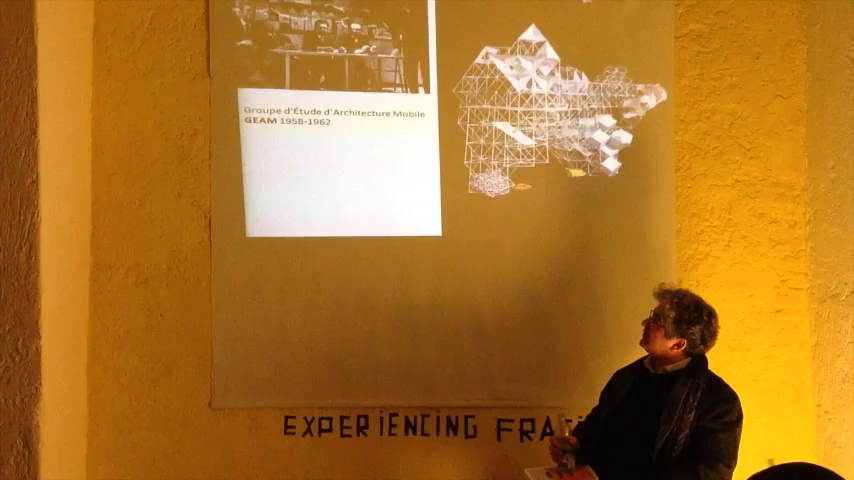 Groupe d'Étude d'Architecture Mobile
GEAM 1958-1962
EXPERIENCING